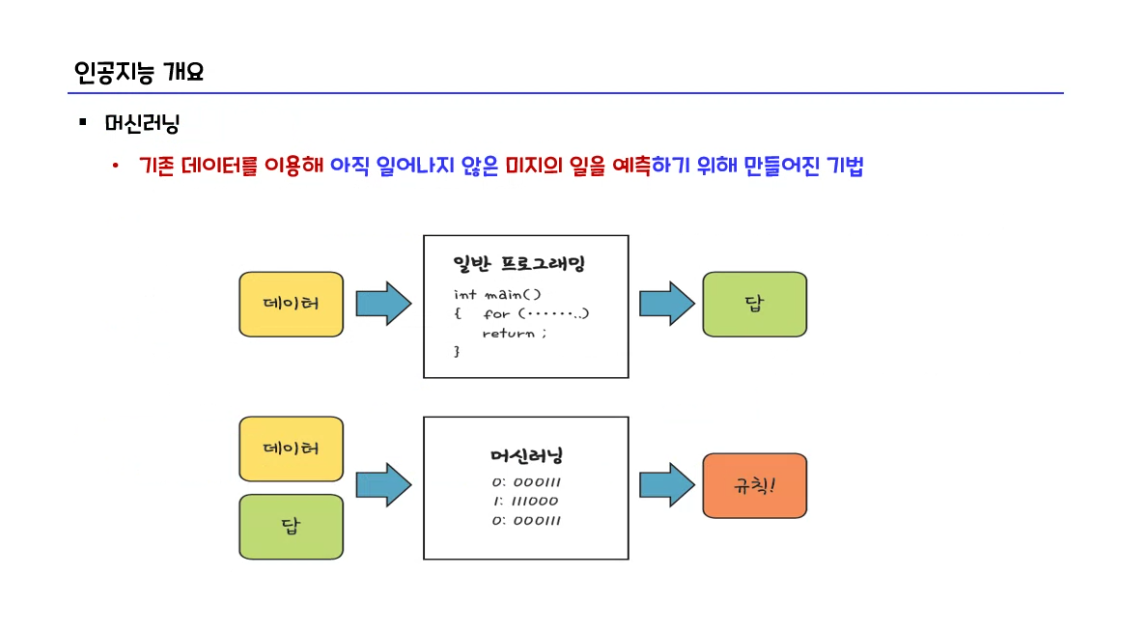 인공지능 개요
▪ 머신러닝
• 기존 데이터를 이용해 아직 일어나지 않은 미지의 일을 예측하기 위해 만들어진 기법
데이터
일반 프로그래밍
int main()
{ for (·······..)
return ;
}
답
데이터
답
머신러닝
0: 000111
1: 111000
0: 000111
규칙!